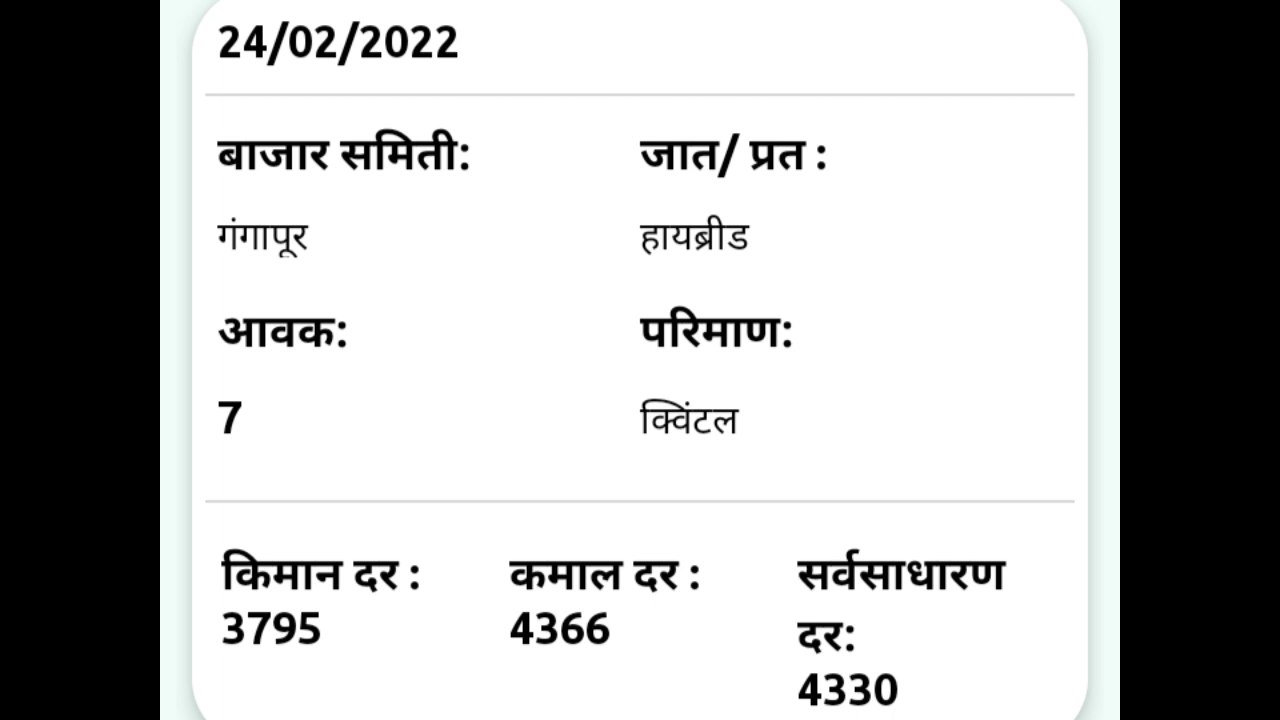 24/02/2022
बाजार समिती: जात/ प्रत :
गंगापूर हायब्रीड
आवक: परिमाण:
7 क्विंटल
किमान दर : कमाल दर : सर्वसाधारण
3795 4366 दर:
4330